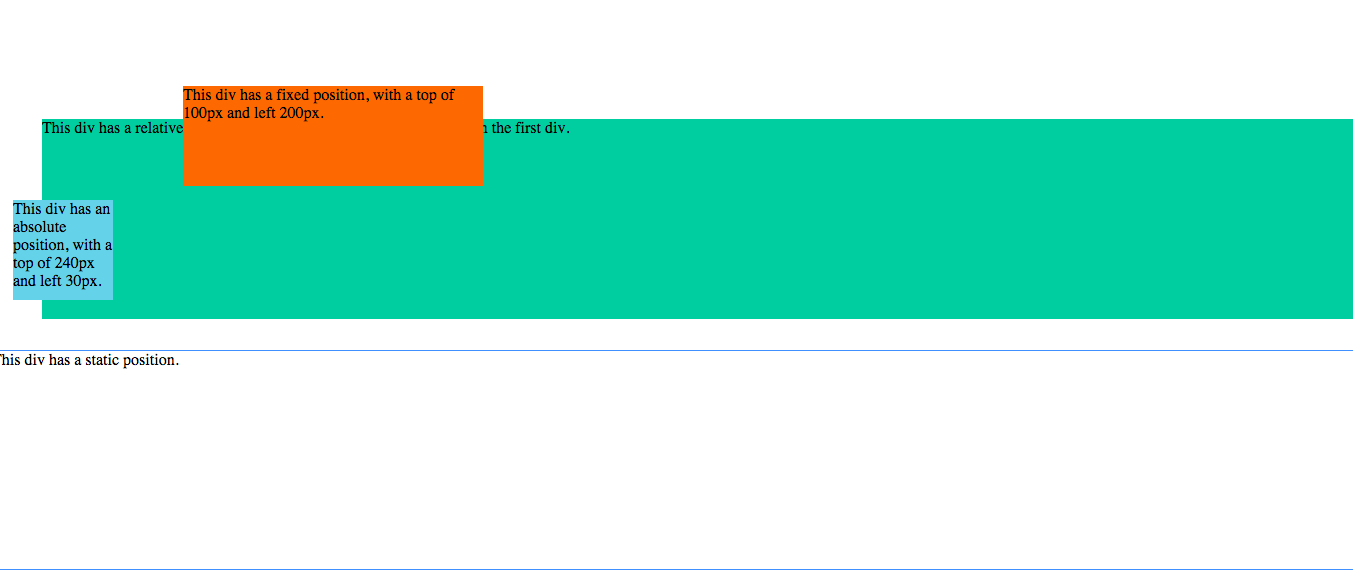 This div has a fixed position, with a top of
100px and left 200px.
This div has a relative the first div.
This div has an
absolute
position, with a
top of 240px
and left 30px.
his div has a static position.